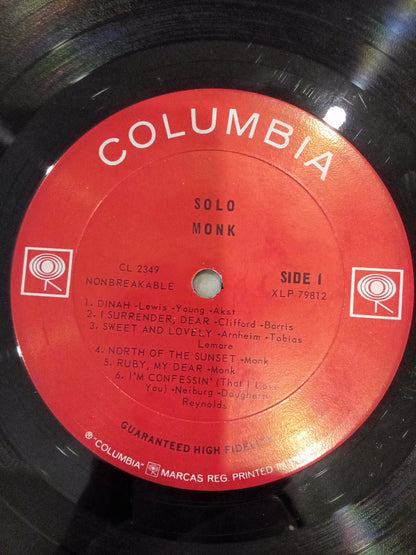 COLUMBIA
SOLO
MONK
CL 2349
NONBREAKABLE
SIDE 1
XLP 79812
1. DINAH -Lewis -Young -Akst
2. I SURRENDER, DEAR -Clifford -Barris
3. SWEET AND LOVELY -Arnheim -Tobias
Lemare
4. NORTH OF THE SUNSET -Monk
5. RUBY, MY DEAR -Monk
6. I'M CONFESSIN' (That I Love
You) -Neiburg -Daugherty
Reynolds
GUARANTEED HIGH FIDELITY
℗ "COLUMBIA" MARCAS REG. PRINTED IN